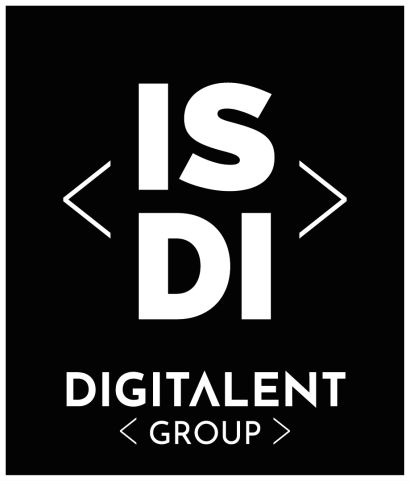 IS
< >
DI
DIGITALENT
< GROUP >